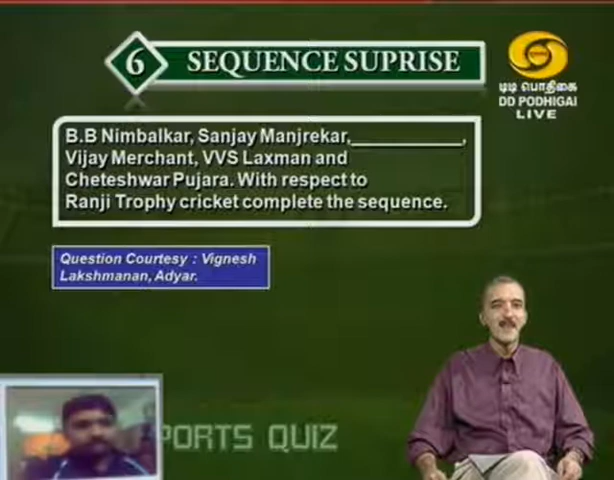 6
SEQUENCE SUPRISE
டிடி பொதிகை
DD PODHIGAI
LIVE
B.B Nimbalkar, Sanjay Manjrekar,___________,
Vijay Merchant, VVS Laxman and
Cheteshwar Pujara. With respect to
Ranji Trophy cricket complete the sequence.
Question Courtesy : Vignesh
Lakshmanan, Adyar.
PORTS QUIZ